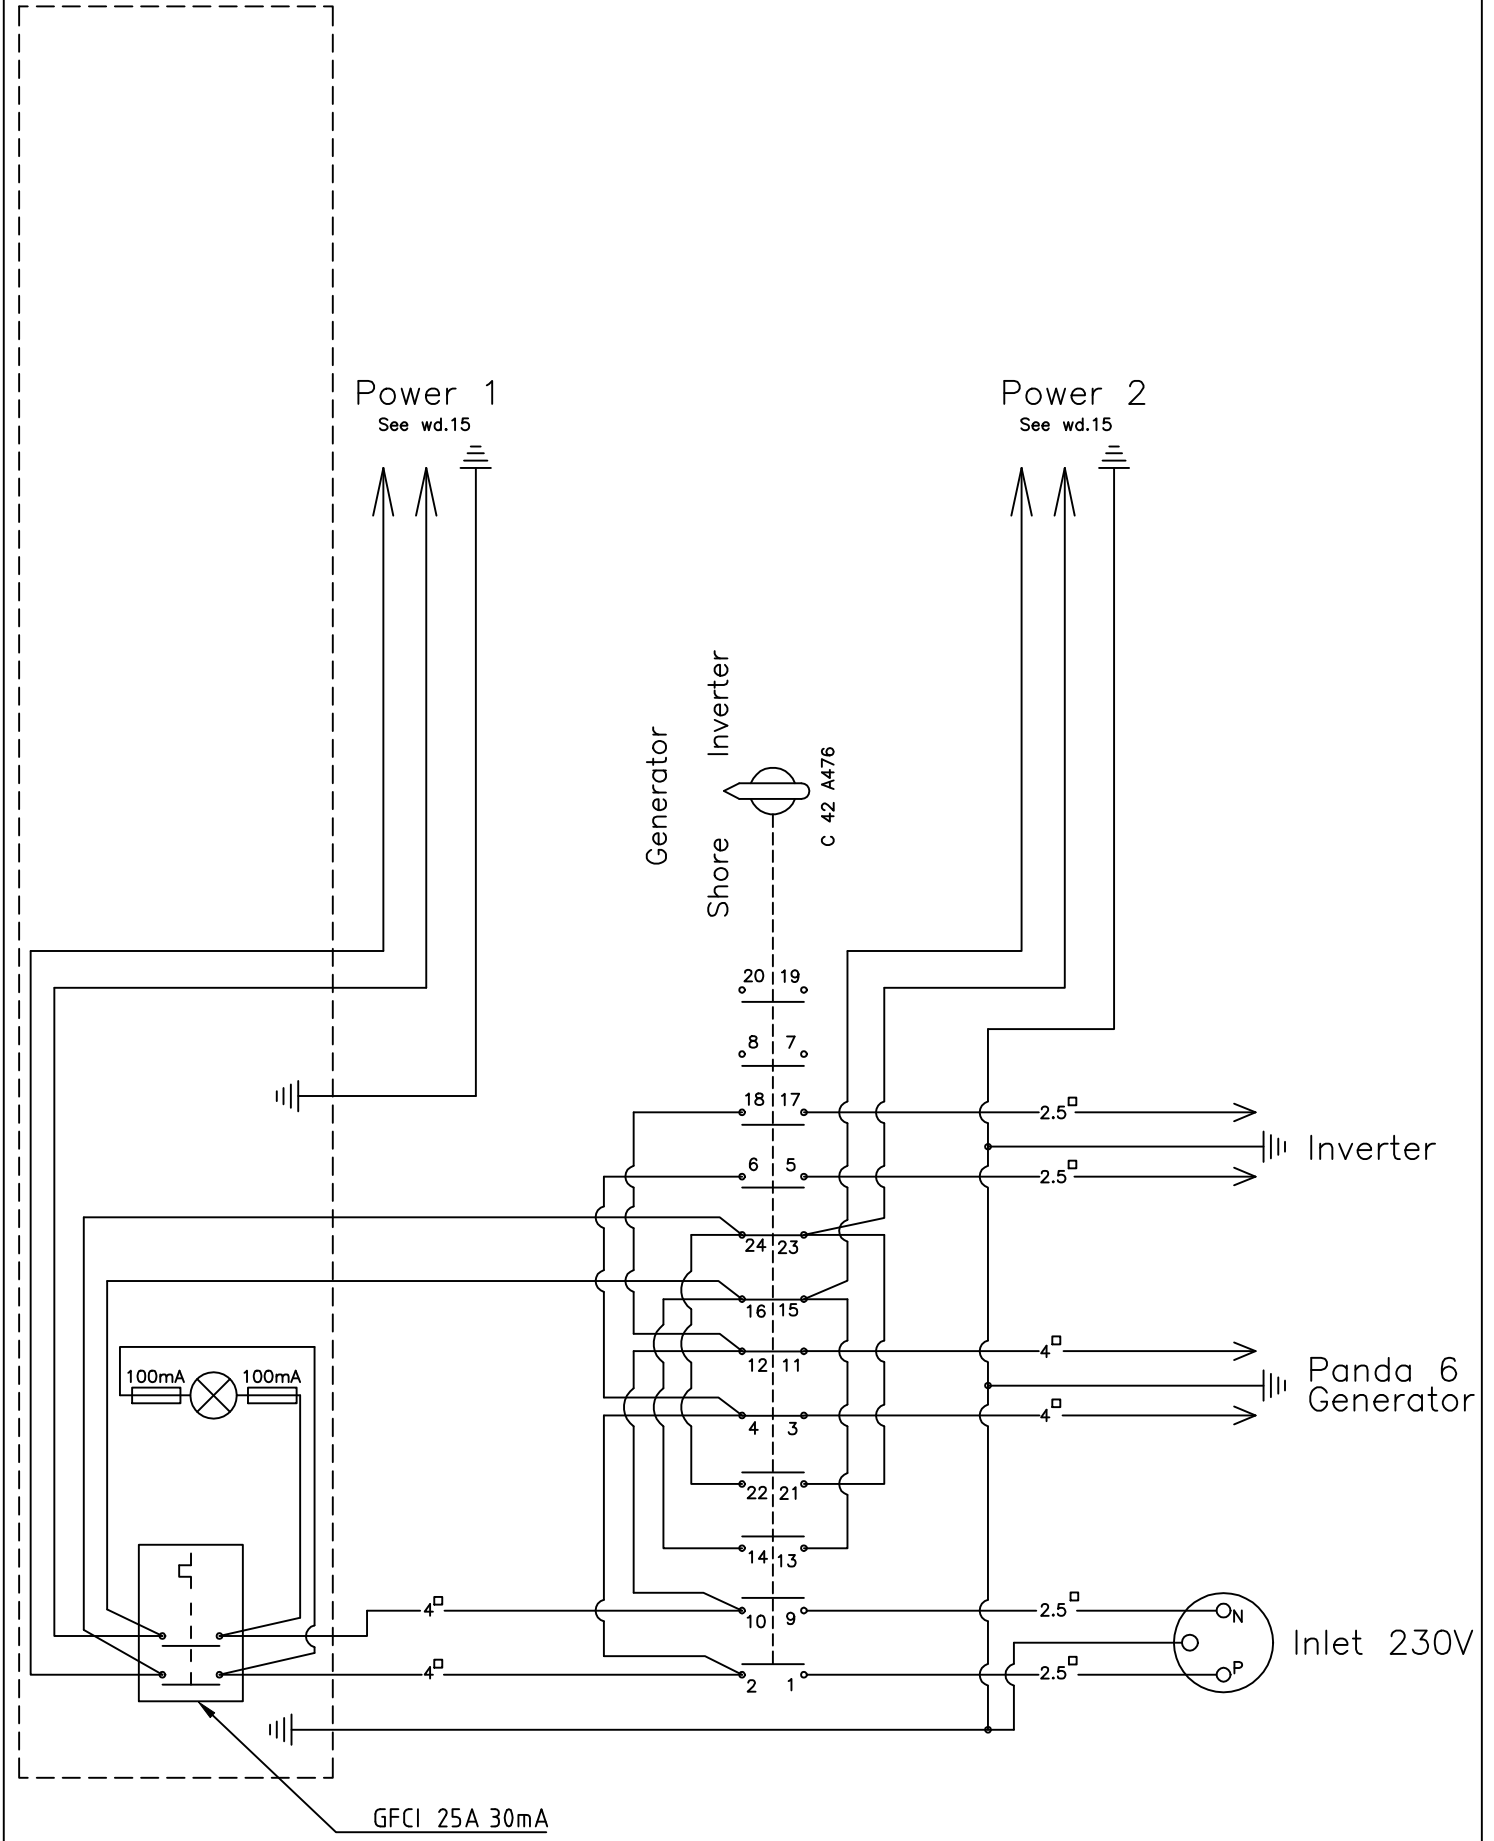 Power 1
See wd.15
Power 2
See wd.15
Generator
Inverter
Shore
C 42 A476
20 19
8 7
18 17
2.5□
Inverter
6 5
2.5□
24 23
16 15
12 11
4□
Panda 6
Generator
100mA
100mA
4 3
4□
22 21
14 13
4□
10 9
2.5□
N
Inlet 230V
4□
2 1
2.5□
P
GFCI 25A 30mA